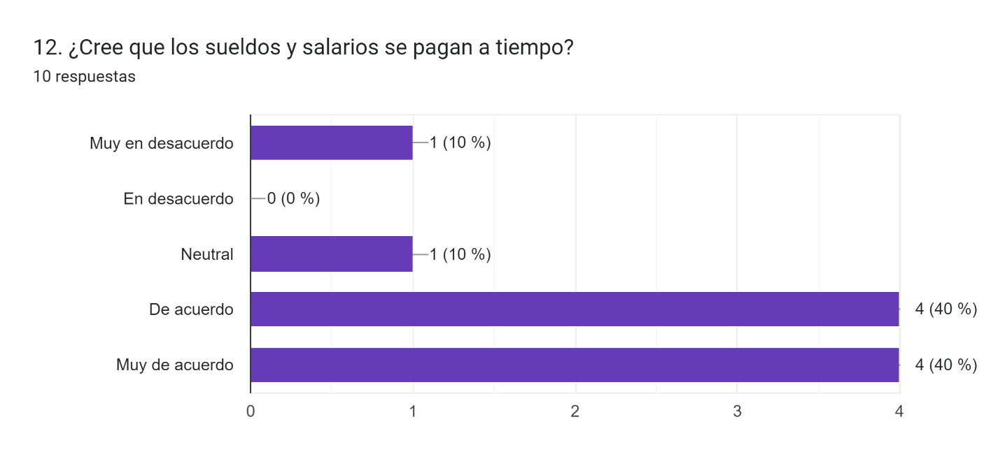 12. ¿Cree que los sueldos y salarios se pagan a tiempo?
10 respuestas
Muy en desacuerdo 1 (10 %)
En desacuerdo 0 (0 %)
Neutral 1 (10 %)
De acuerdo 4 (40 %)
Muy de acuerdo 4 (40 %)
0 1 2 3 4